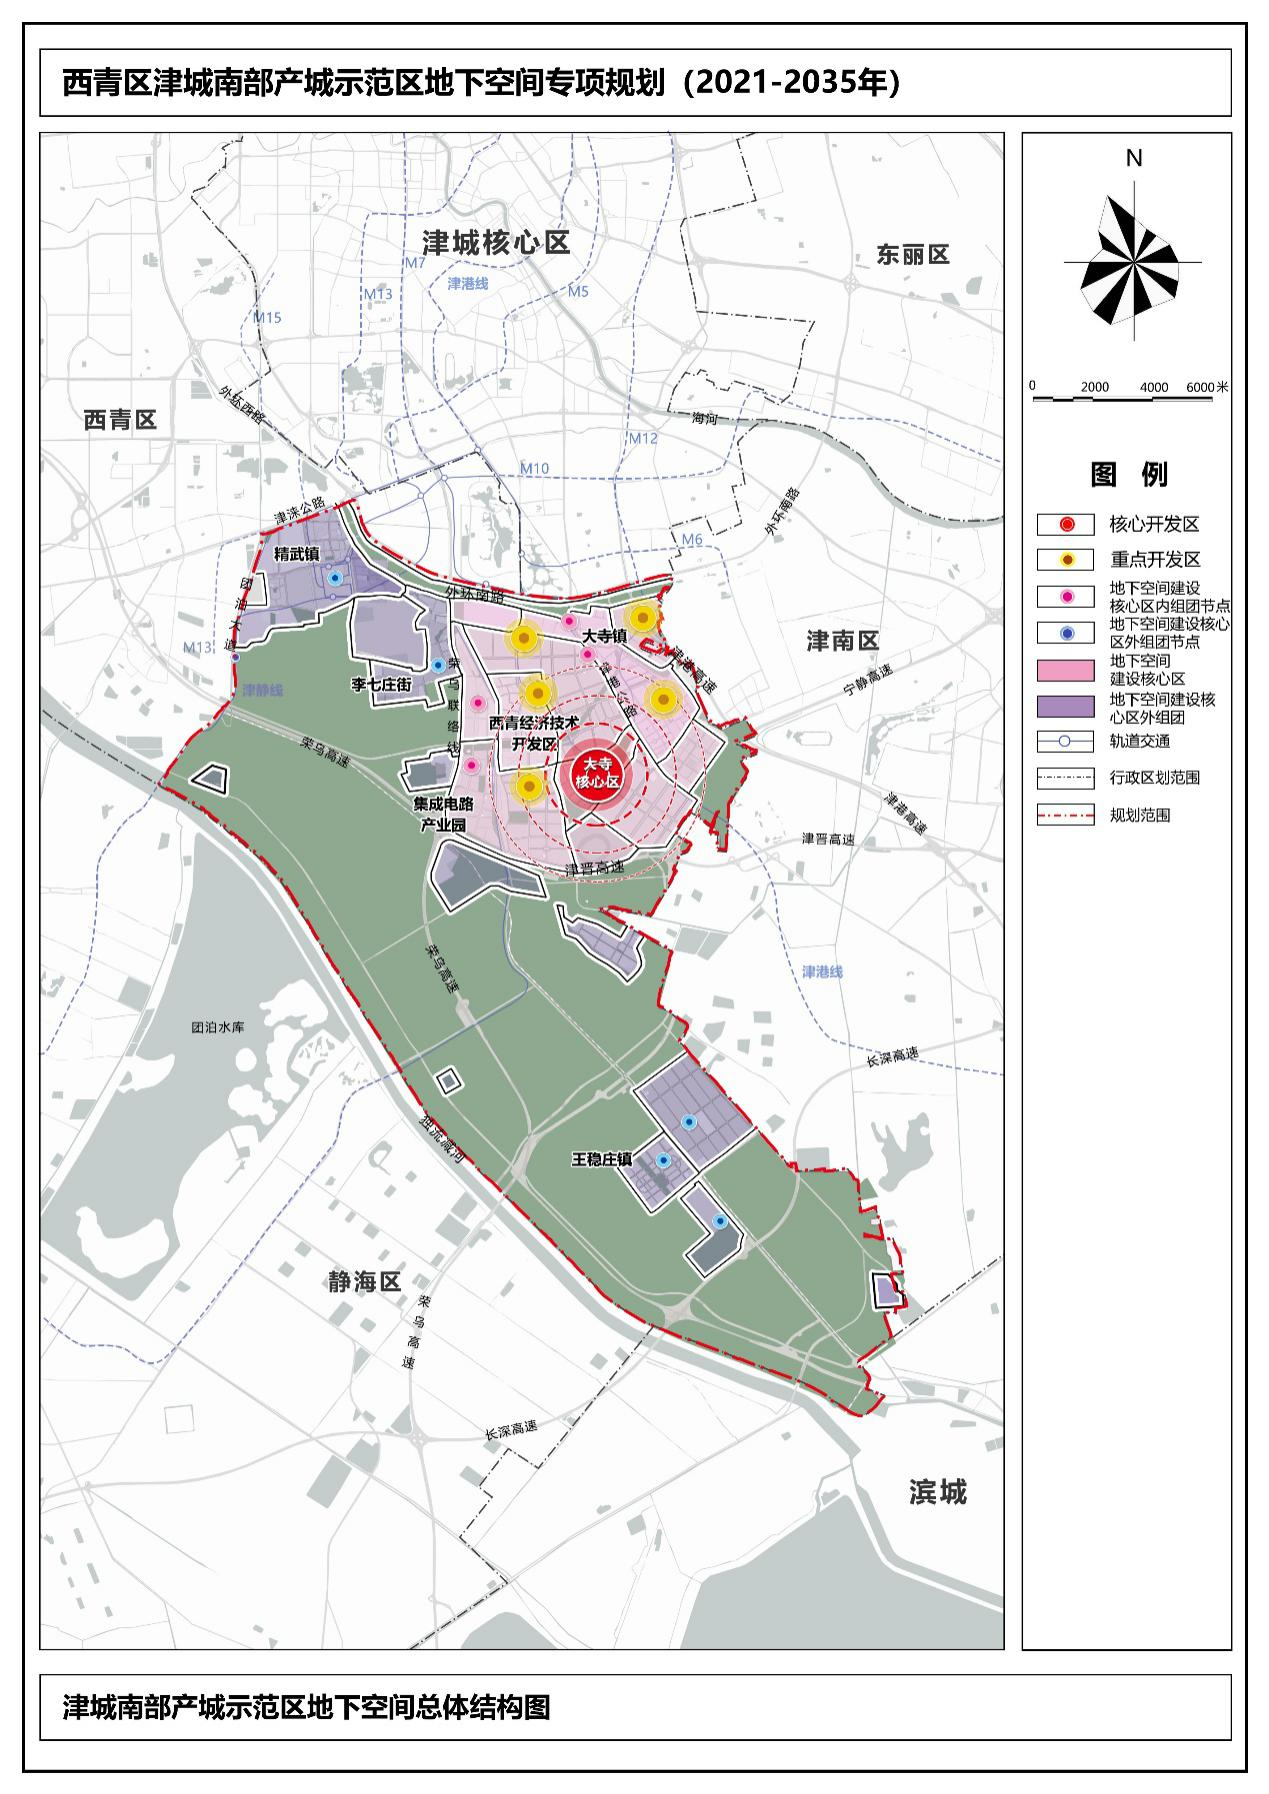 西青区津城南部产城示范区地下空间专项规划（2021-2035年）
N
津城核心区
东丽区
M7
津港线
M13
M5
M15
0 2000 4000 6000米
外环西路
西青区
海河
M12
M10
图 例
外环南路
津涞公路
核心开发区
M6
精武镇
重点开发区
团泊大道
外环南路
地下空间建设
核心区内组团节点
大寺镇
地下空间建设核心
区外组团节点
津南区
M13
津港高速
宁静高速
地下空间
建设核心区
李七庄街
津静线
荣乌联络线
津港公路
地下空间建设核
心区外组团
西青经济技术
开发区
荣乌高速
轨道交通
大寺
核心区
行政区划范围
集成电路
产业园
津港高速
规划范围
津晋高速
津晋高速
荣乌高速
津港线
团泊水库
长深高速
独流减河
王稳庄镇
静海区
荣乌高速
长深高速
滨城
津城南部产城示范区地下空间总体结构图